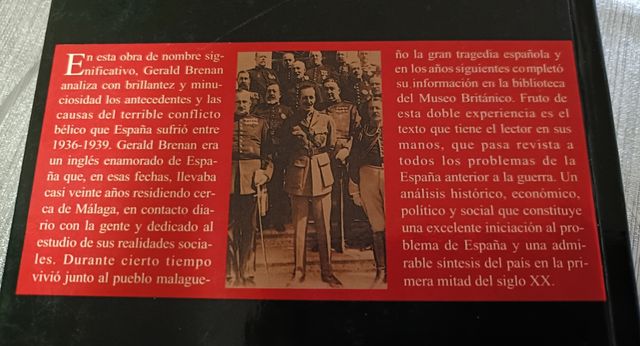 En esta obra de nombre sig-
nificativo, Gerald Brenan
analiza con brillantez y minu-
ciosidad los antecedentes y las
causas del terrible conflicto
bélico que España sufrió entre
1936-1939. Gerald Brenan era
un inglés enamorado de Espa-
ña que, en esas fechas, llevaba
casi veinte años residiendo cer-
ca de Málaga, en contacto dia-
rio con la gente y dedicado al
estudio de sus realidades socia-
les. Durante cierto tiempo
vivió junto al pueblo malague-
ño la gran tragedia española y
en los años siguientes completó
su información en la biblioteca
del Museo Británico. Fruto de
esta doble experiencia es el
texto que tiene el lector en sus
manos, que pasa revista a
todos los problemas de la
España anterior a la guerra. Un
análisis histórico, económico,
político y social que constituye
una excelente iniciación al pro-
blema de España y una admi-
rable síntesis del país en la pri-
mera mitad del siglo XX.